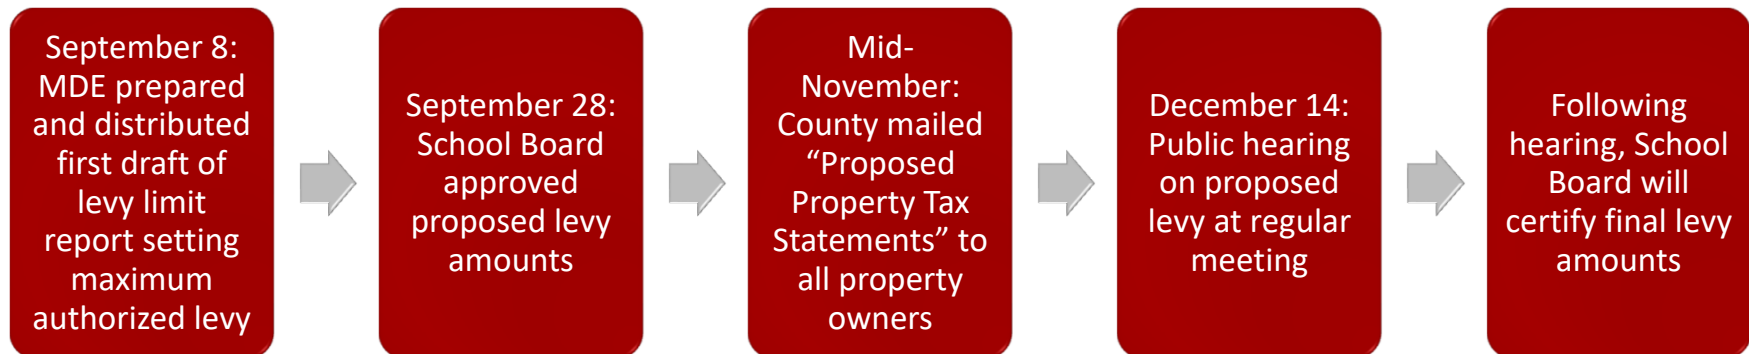 September 8:
MDE prepared
and distributed
first draft of
levy limit
report setting
maximum
authorized levy
September 28:
School Board
approved
proposed levy
amounts
Mid-
November:
County mailed
“Proposed
Property Tax
Statements” to
all property
owners
December 14:
Public hearing
on proposed
levy at regular
meeting
Following
hearing, School
Board will
certify final levy
amounts